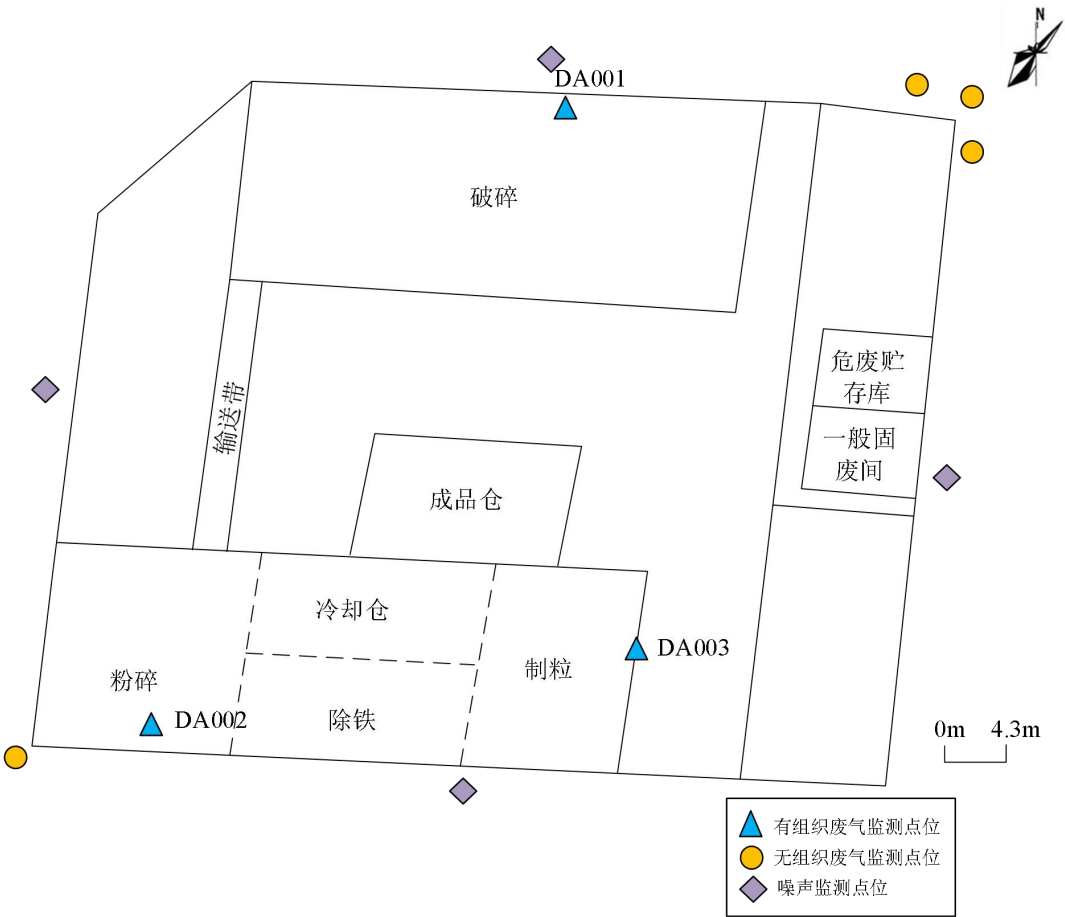 N
DA001
破碎
危废贮
存库
输送带
一般固
废间
成品仓
冷却仓
DA003
制粒
粉碎
DA002
除铁
0m 4.3m
有组织废气监测点位
无组织废气监测点位
噪声监测点位